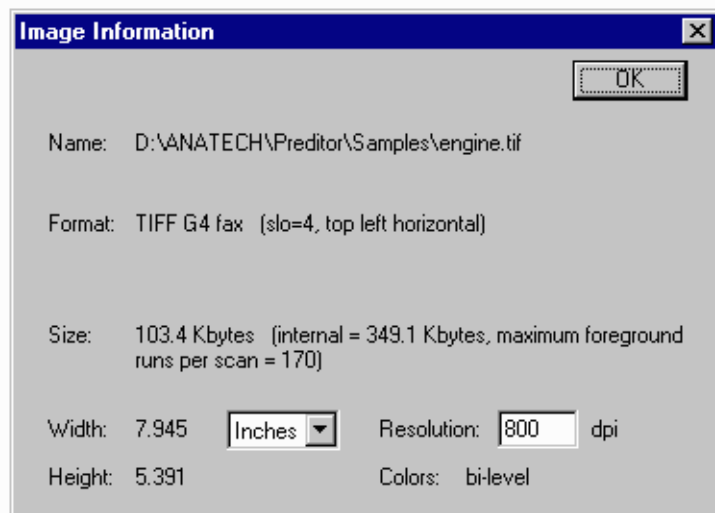 Image Information
OK
Name: D:\ANATECH\Preditor\Samples\engine.tif
Format: TIFF G4 fax (slo=4, top left horizontal)
Size: 103.4 Kbytes (internal = 349.1 Kbytes, maximum foreground
runs per scan = 170)
Width: 7.945 Inches Resolution: 800 dpi
Height: 5.391 Colors: bi-level